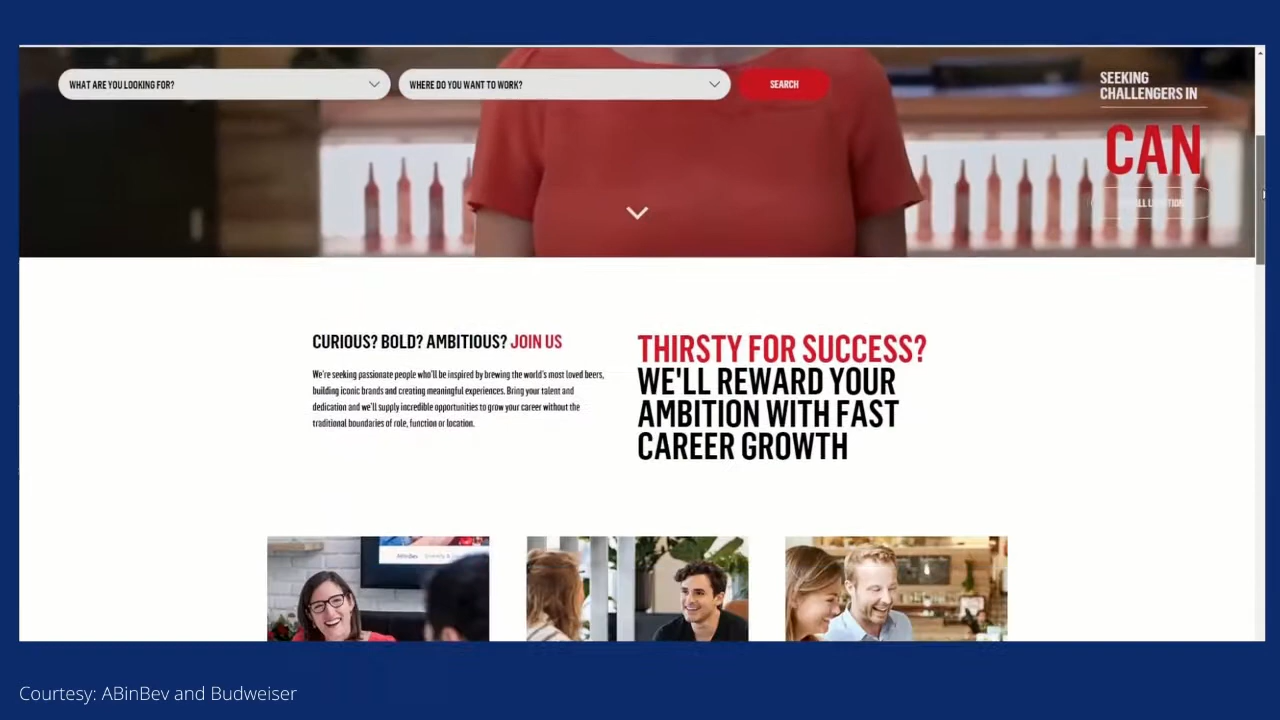 WHAT ARE YOU LOOKING FOR?
WHERE DO YOU WANT TO WORK?
SEARCH
SEEKING
CHALLENGERS IN
CAN
CURIOUS? BOLD? AMBITIOUS? JOIN US
We're seeking passionate people who'll be inspired by brewing the world's most loved beers,
building iconic brands and creating meaningful experiences. Bring your talent and
dedication and we'll supply incredible opportunities to grow your career without the
traditional boundaries of role, function or location.
THIRSTY FOR SUCCESS?
WE'LL REWARD YOUR
AMBITION WITH FAST
CAREER GROWTH
Courtesy: ABinBev and Budweiser